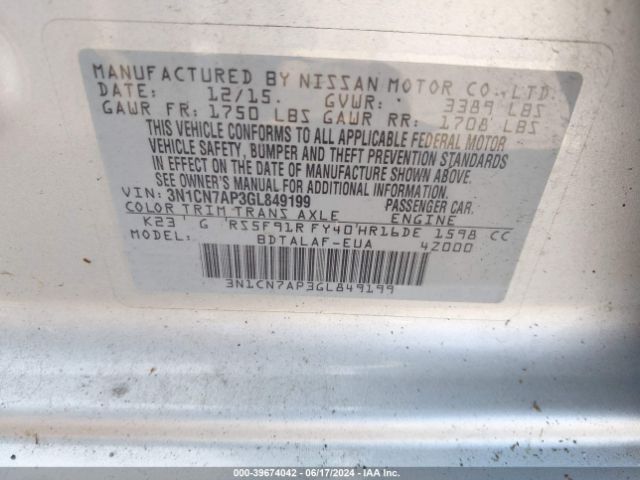 MANUFACTURED BY NISSAN MOTOR CO.,LTD.
DATE: 12/15. GVWR: 3389 LBS
GAWR FR: 1750 LBS GAWR RR: 1708 LBS
THIS VEHICLE CONFORMS TO ALL APPLICABLE FEDERAL MOTOR
VEHICLE SAFETY, BUMPER AND THEFT PREVENTION STANDARDS
IN EFFECT ON THE DATE OF MANUFACTURE SHOWN ABOVE.
SEE OWNER'S MANUAL FOR ADDITIONAL INFORMATION.
VIN: 3N1CN7AP3GL849199 PASSENGER CAR.
COLOR TRIM TRANS AXLE ENGINE
K23 G RS5F91R FY40 HR16DE 1598 CC
MODEL: BDTALAF-EUA 42000
3N1CN7AP3GL849199
000-39674042 - 06/17/2024 - IAA Inc.